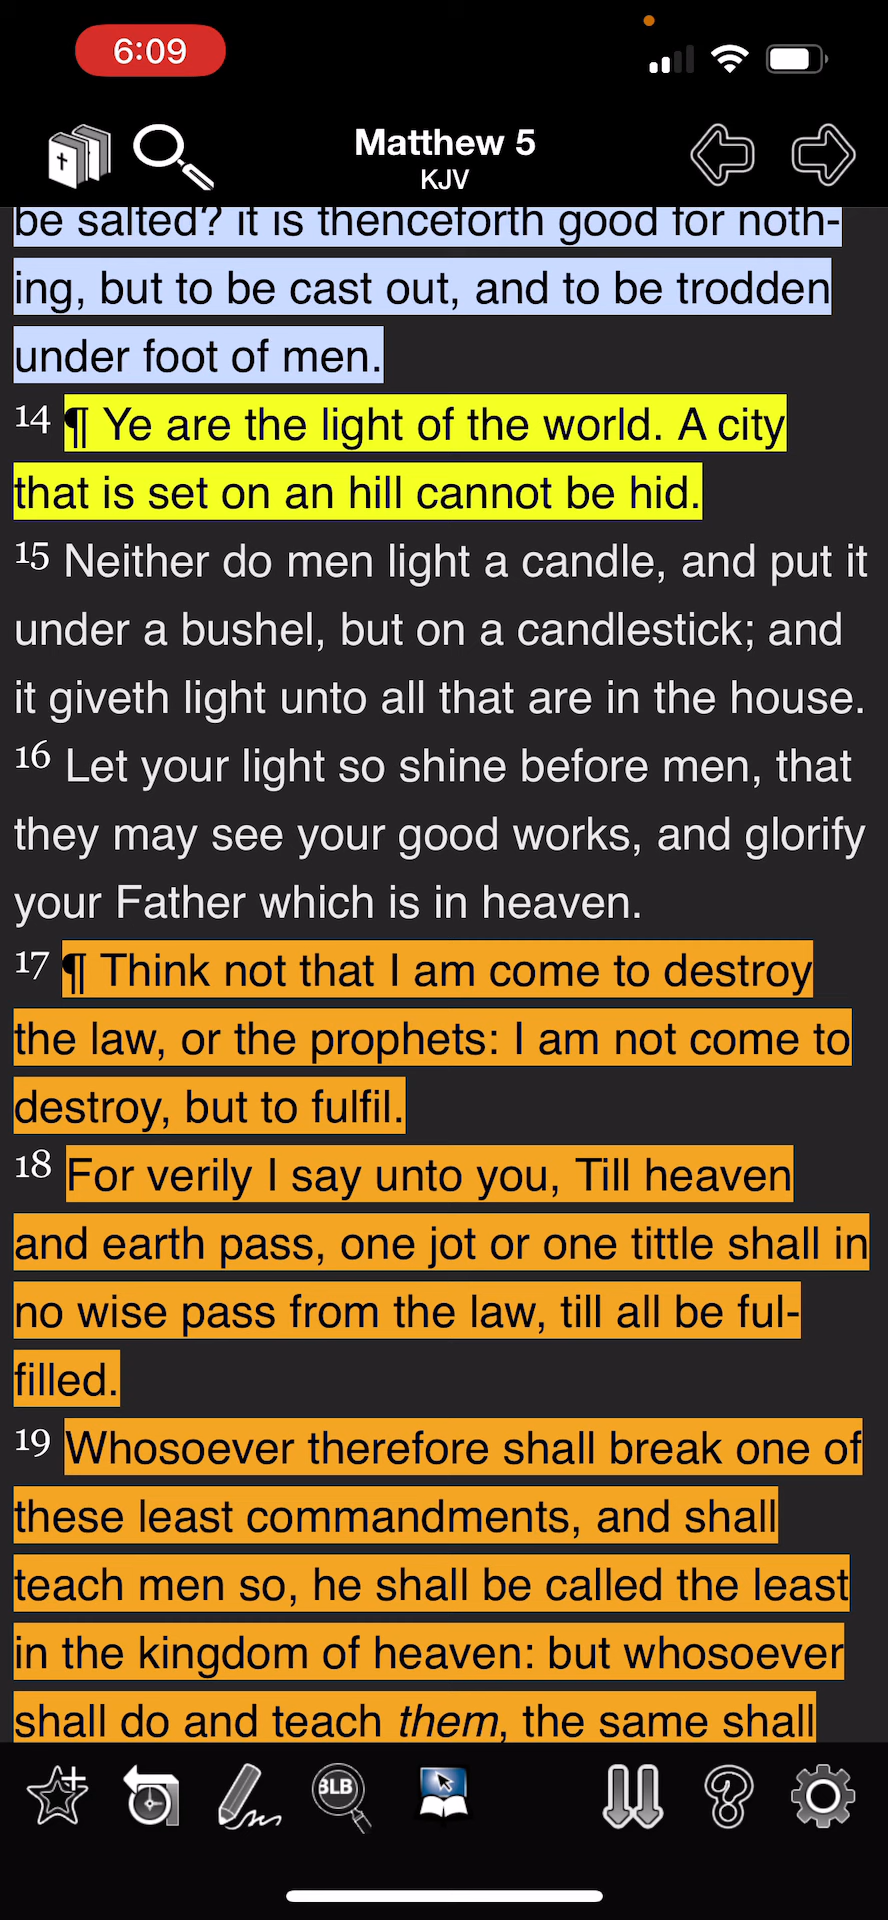 6:09
Matthew 5
KJV
be salted? it is thenceforth good for noth-
ing, but to be cast out, and to be trodden
under foot of men.
14 ¶ Ye are the light of the world. A city
that is set on an hill cannot be hid.
15 Neither do men light a candle, and put it
under a bushel, but on a candlestick; and
it giveth light unto all that are in the house.
16 Let your light so shine before men, that
they may see your good works, and glorify
your Father which is in heaven.
17 ¶ Think not that I am come to destroy
the law, or the prophets: I am not come to
destroy, but to fulfil.
18 For verily I say unto you, Till heaven
and earth pass, one jot or one tittle shall in
no wise pass from the law, till all be ful-
filled.
19 Whosoever therefore shall break one of
these least commandments, and shall
teach men so, he shall be called the least
in the kingdom of heaven: but whosoever
shall do and teach them, the same shall
BLB